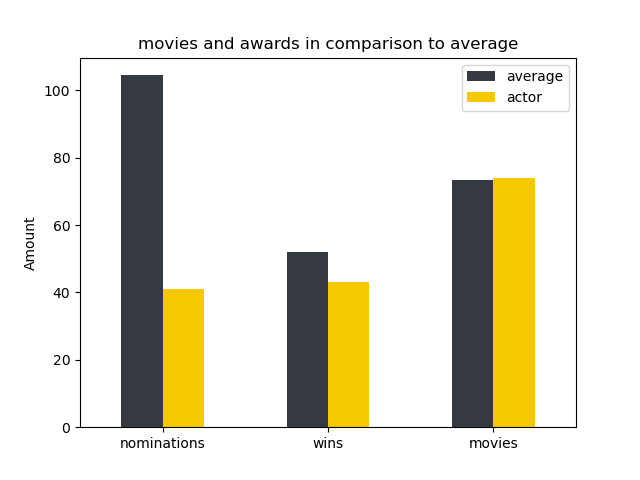 movies and awards in comparison to average
average
actor
Amount
100
80
60
40
20
0
nominations wins movies